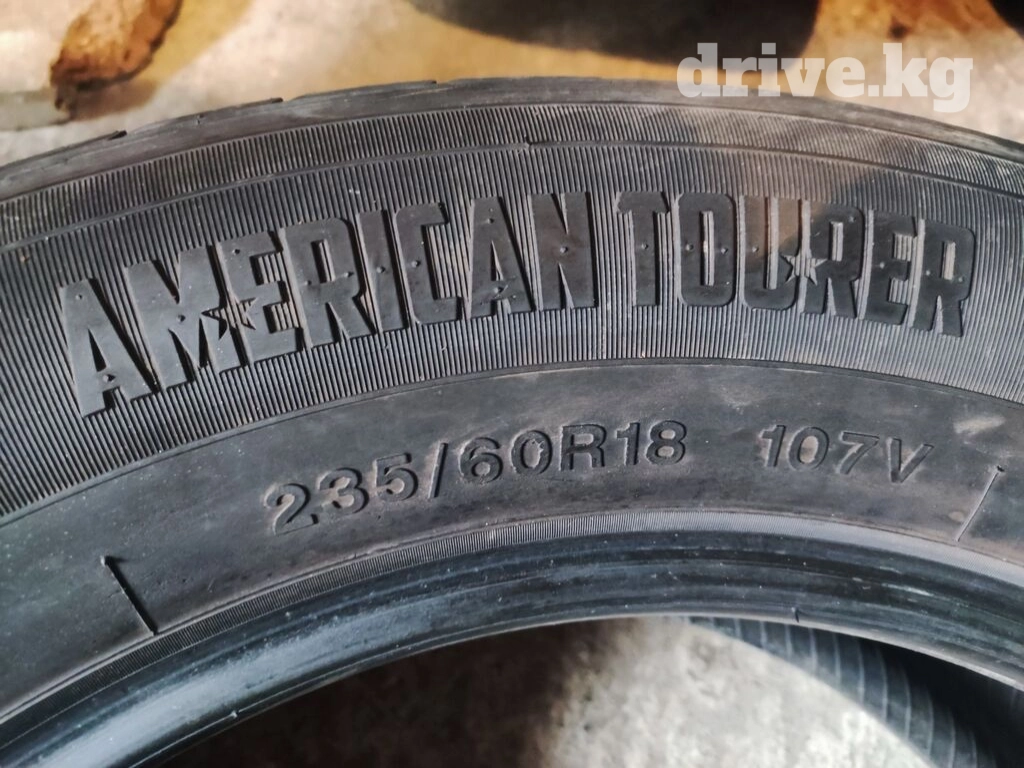 drive.kg
AMERICAN TOURER
235/60R18 107V